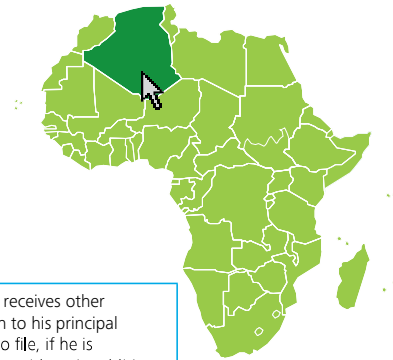 receives other
n to his principal
o file, if he is